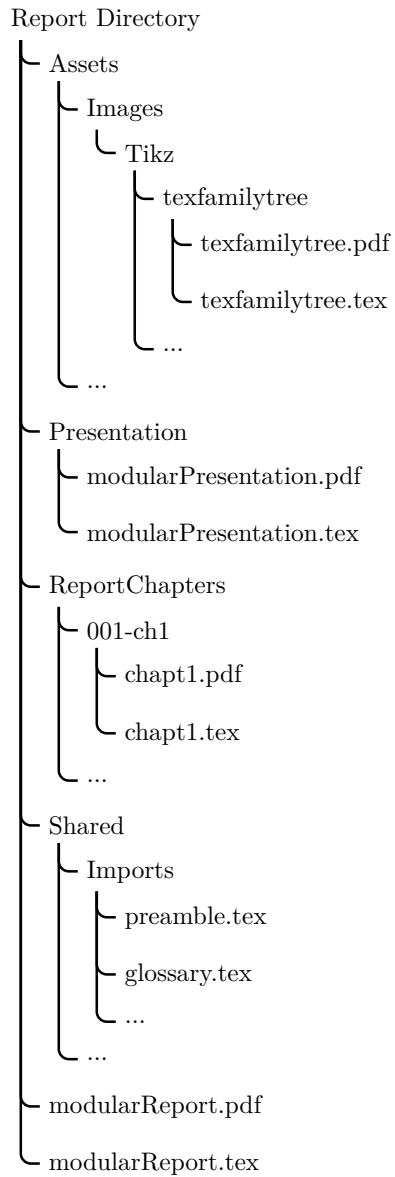 Report Directory
Assets
Images
Tikz
texfamilytree
texfamilytree.pdf
texfamilytree.tex
...
...
Presentation
modularPresentation.pdf
modularPresentation.tex
ReportChapters
001-ch1
chapt1.pdf
chapt1.tex
...
Shared
Imports
preamble.tex
glossary.tex
...
...
modularReport.pdf
modularReport.tex